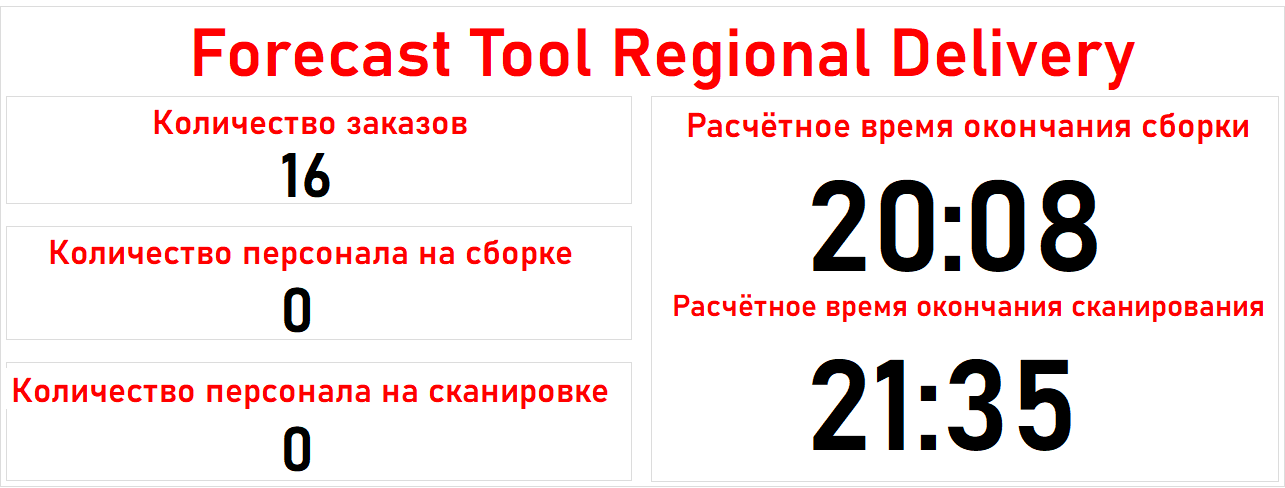 Forecast Tool Regional Delivery
Количество заказов
16
Количество персонала на сборке
0
Количество персонала на сканировке
0
Расчётное время окончания сборки
20:08
Расчётное время окончания сканирования
21:35